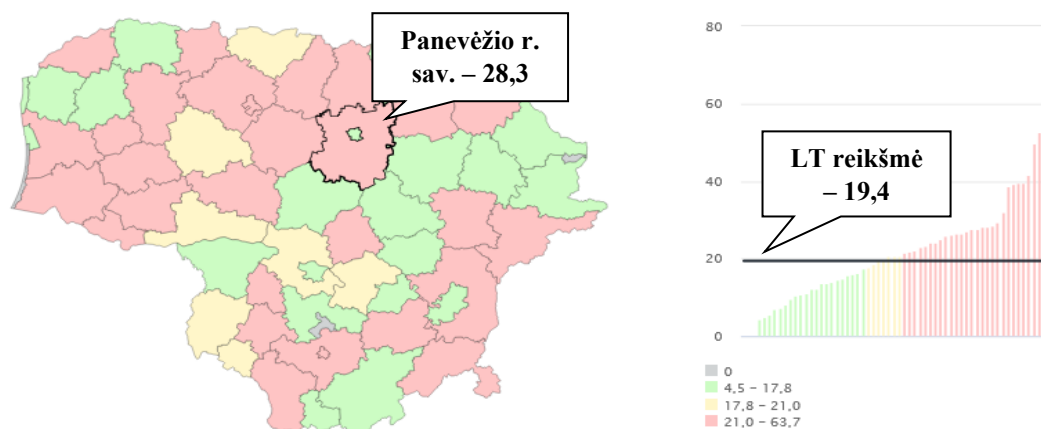 Panevėžio r.
sav. – 28,3
80
60
LT reikšmė
– 19,4
40
20
0
0
4,5 – 17,8
17,8 – 21,0
21,0 – 63,7